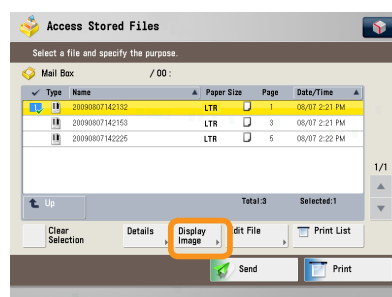 Access Stored Files
Select a file and specify the purpose.
Mail Box / 00 :
Type Name Paper Size Page Date/Time
1 20090807142132 LTR 1 08/07 2:21 PM
20090807142153 LTR 3 08/07 2:21 PM
20090807142225 LTR 5 08/07 2:22 PM
1/1
Up Total:3 Selected:1
Clear Selection Details Display Image dit File Print List
Send Print